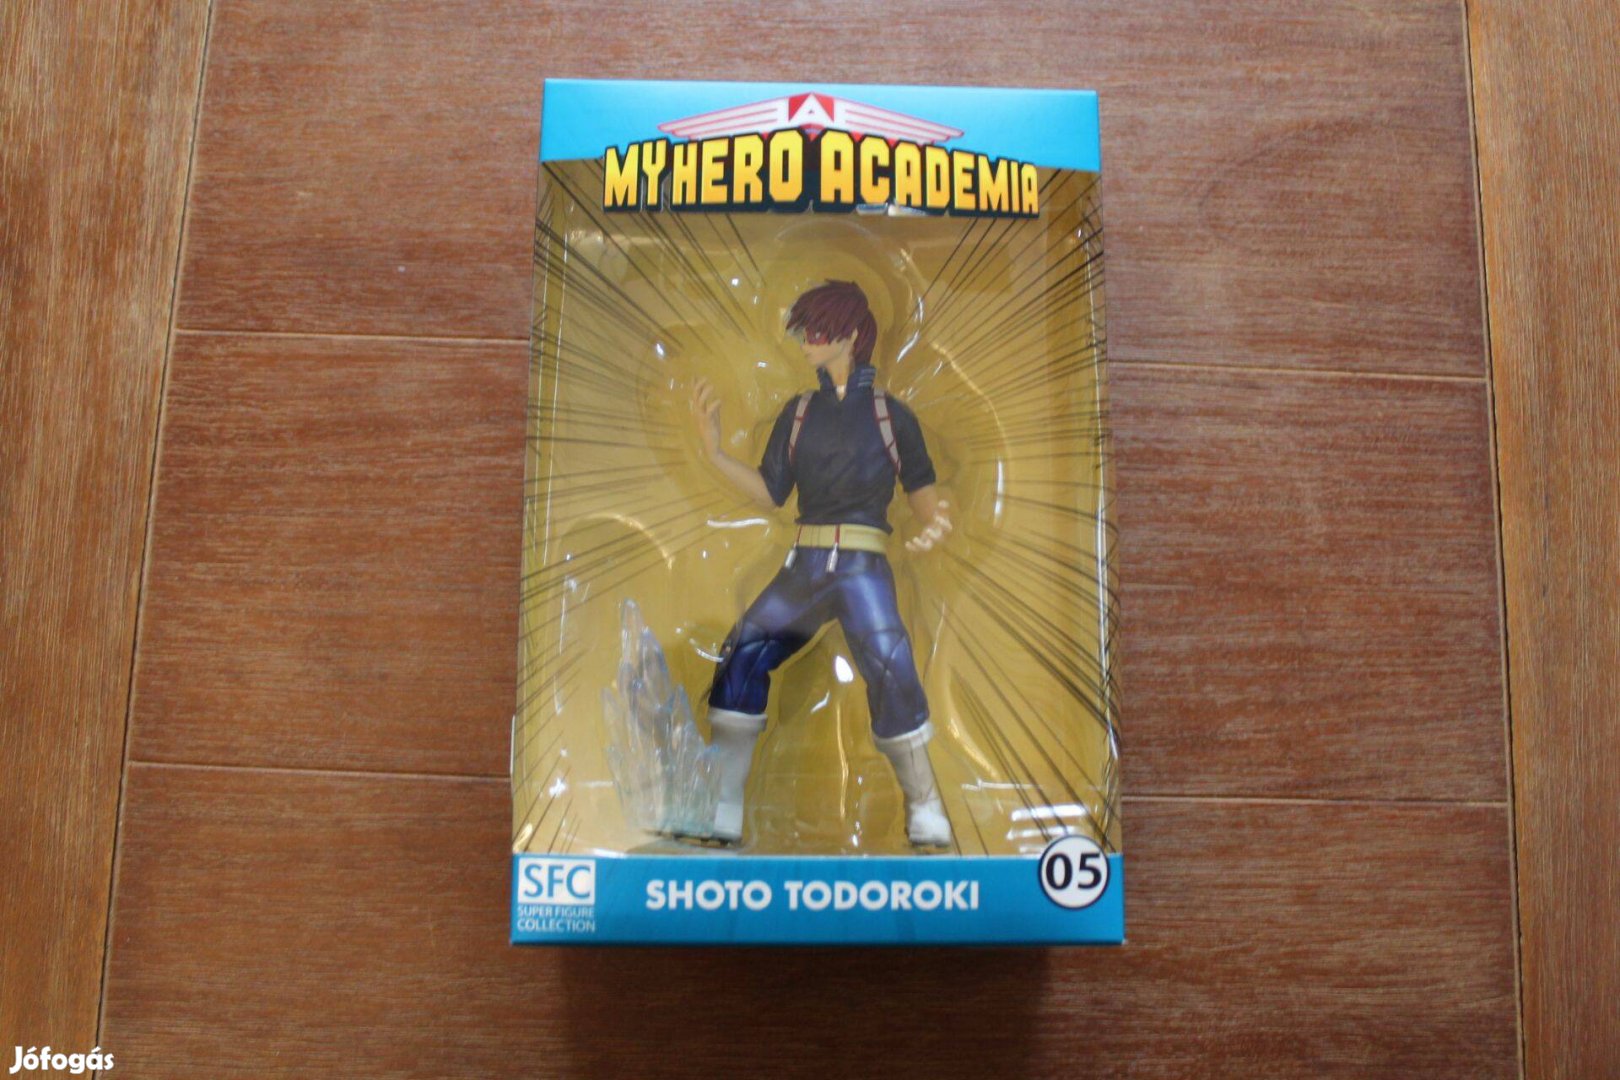 A
MY HERO ACADEMIA
SFC
SUPER FIGURE
COLLECTION
SHOTO TODOROKI
05
Jófogás